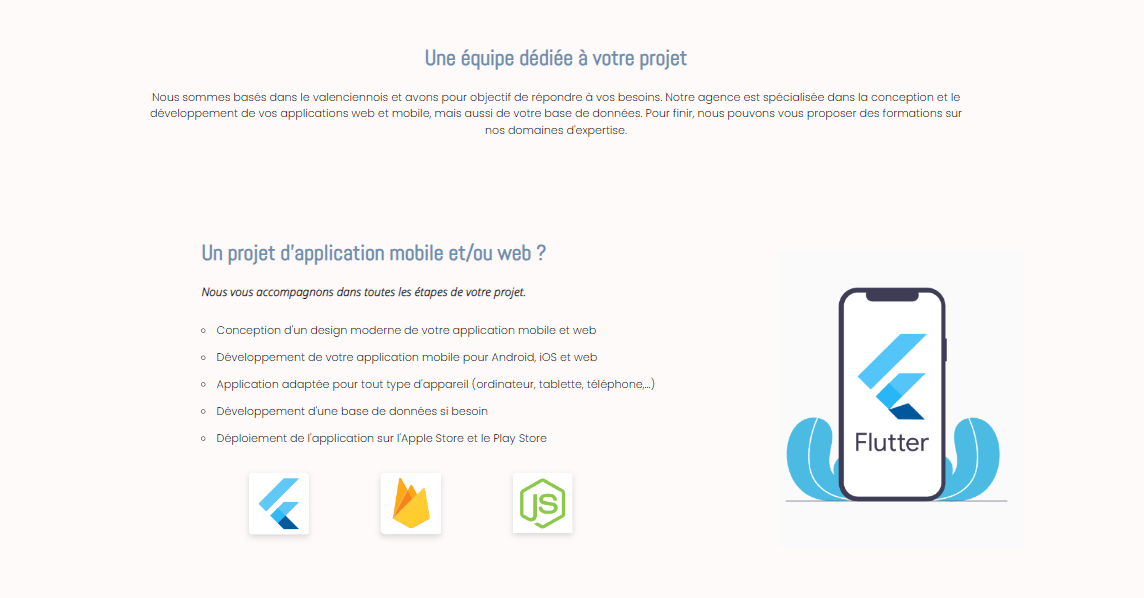 Une équipe dédiée à votre projet
Nous sommes basés dans le valenciennois et avons pour objectif de répondre à vos besoins. Notre agence est spécialisée dans la conception et le
développement de vos applications web et mobile, mais aussi de votre base de données. Pour finir, nous pouvons vous proposer des formations sur
nos domaines d'expertise.
Un projet d'application mobile et/ou web ?
Nous vous accompagnons dans toutes les étapes de votre projet.
Conception d'un design moderne de votre application mobile et web
Développement de votre application mobile pour Android, iOS et web
Application adaptée pour tout type d'appareil (ordinateur, tablette, téléphone,...)
Développement d'une base de données si besoin
Déploiement de l'application sur l'Apple Store et le Play Store
JS
Flutter